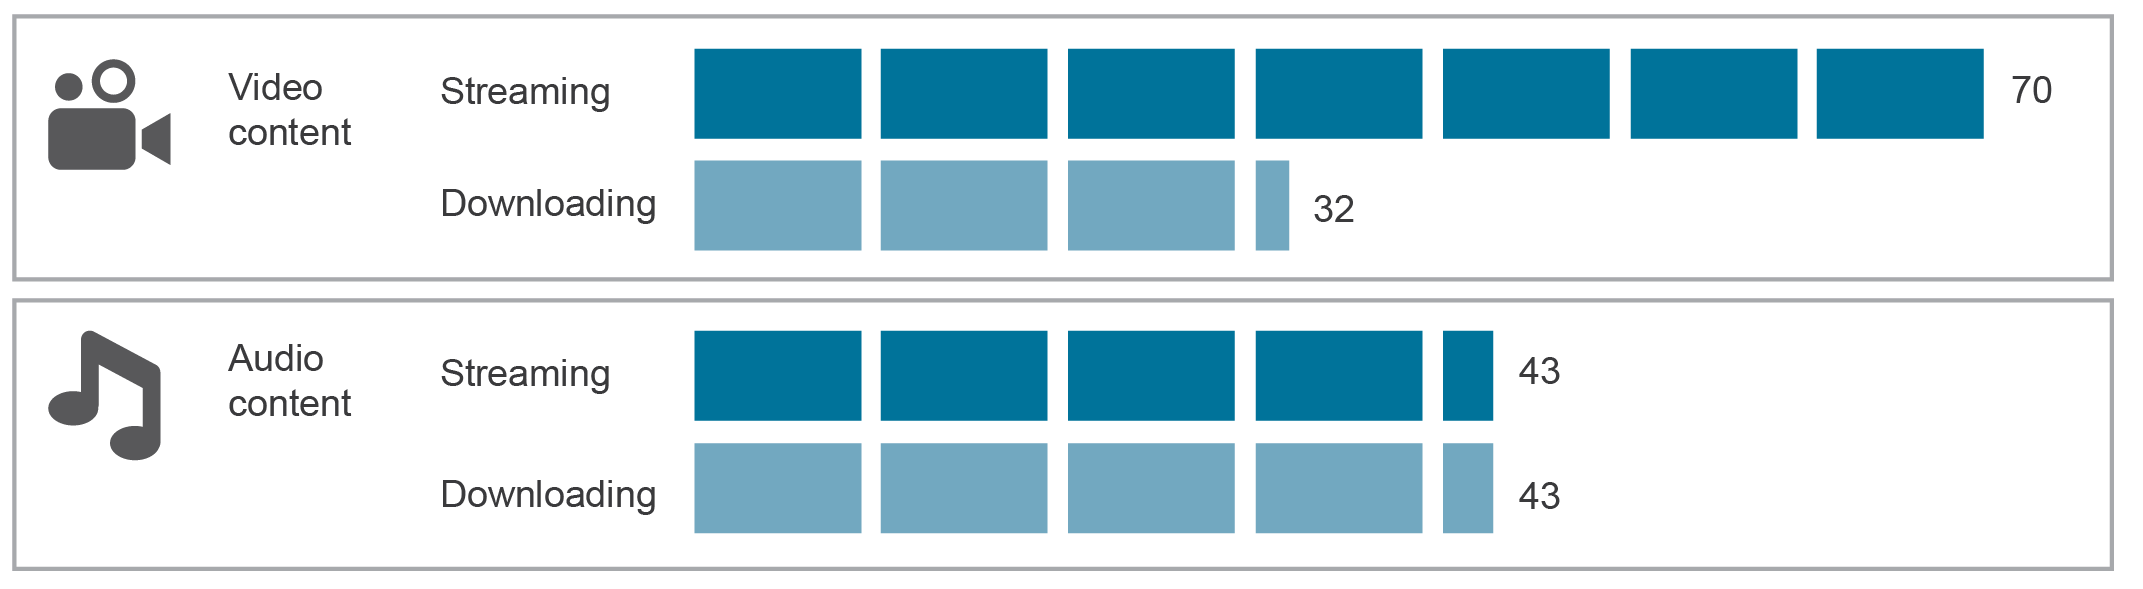 Video
content
Streaming
70
Downloading
32
Audio
content
Streaming
43
Downloading
43